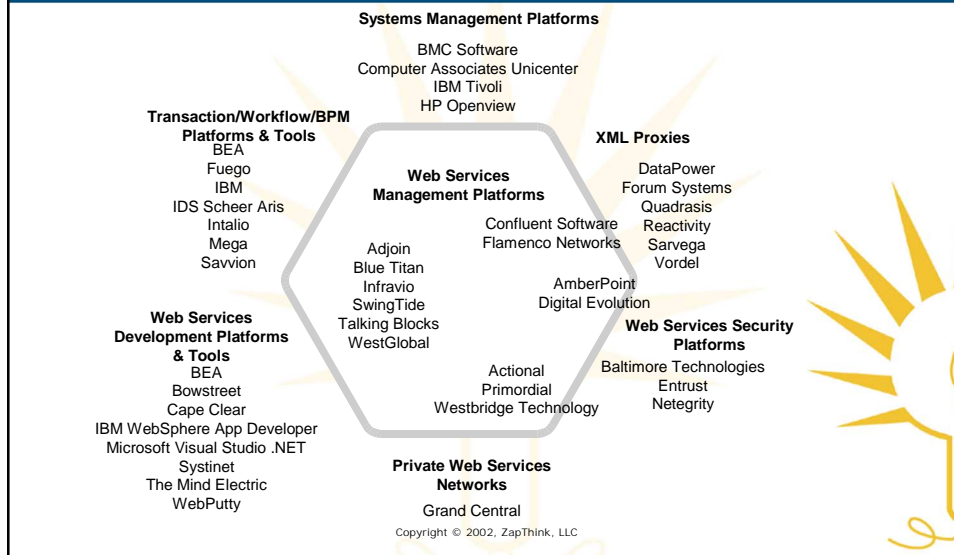 Systems Management Platforms
BMC Software
Computer Associates Unicenter
IBM Tivoli
HP Openview
Transaction/Workflow/BPM
Platforms & Tools
BEA
Fuego
IBM
IDS Scheer Aris
Intalio
Mega
Savvion
XML Proxies
DataPower
Forum Systems
Quadrasis
Reactivity
Sarvega
Vordel
Web Services
Management Platforms
Confluent Software
Flamenco Networks
Adjoin
Blue Titan
Infravio
SwingTide
Talking Blocks
WestGlobal
AmberPoint
Digital Evolution
Actional
Primordial
Westbridge Technology
Web Services
Development Platforms
& Tools
BEA
Bowstreet
Cape Clear
IBM WebSphere App Developer
Microsoft Visual Studio .NET
Systinet
The Mind Electric
WebPutty
Web Services Security
Platforms
Baltimore Technologies
Entrust
Netegrity
Private Web Services
Networks
Grand Central
Copyright © 2002, ZapThink, LLC